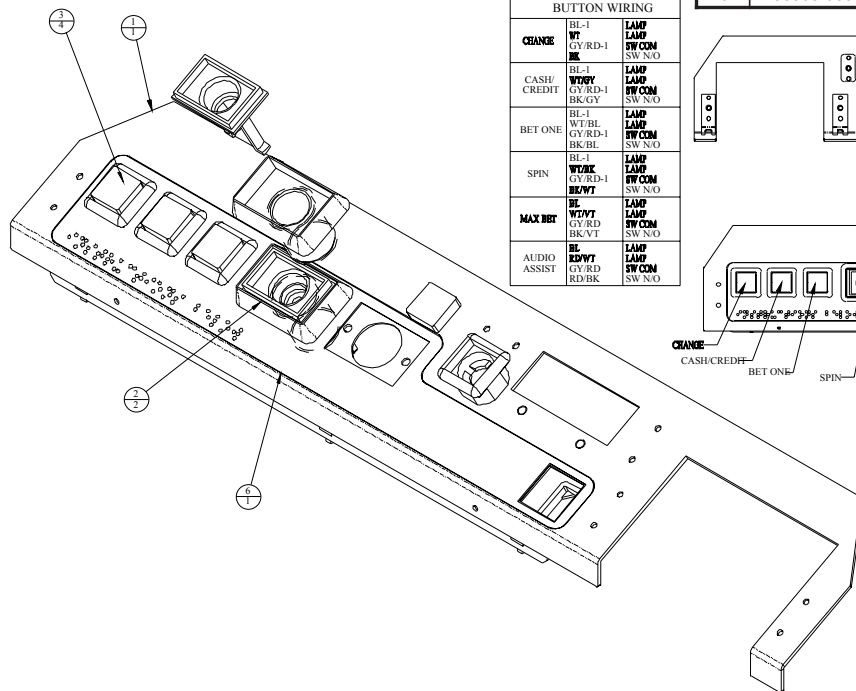 3
4
1
1
2
2
6
1
BUTTON WIRING
CHANGE
BL-1 LAMP
WT LAMP
GY/RD-1 SW COM
BK SW N/O
CASH/
CREDIT
BL-1 LAMP
WT/GY LAMP
GY/RD-1 SW COM
BK/GY SW N/O
BET ONE
BL-1 LAMP
WT/BL LAMP
GY/RD-1 SW COM
BK/BL SW N/O
SPIN
BL-1 LAMP
WT/BK LAMP
GY/RD-1 SW COM
BK/WT SW N/O
MAX BET
BL LAMP
WT/VT LAMP
GY/RD SW COM
BK/VT SW N/O
AUDIO
ASSIST
BL LAMP
RD/WT LAMP
GY/RD SW COM
RD/BK SW N/O
CHANGE
CASH/CREDIT
BET ONE
SPIN